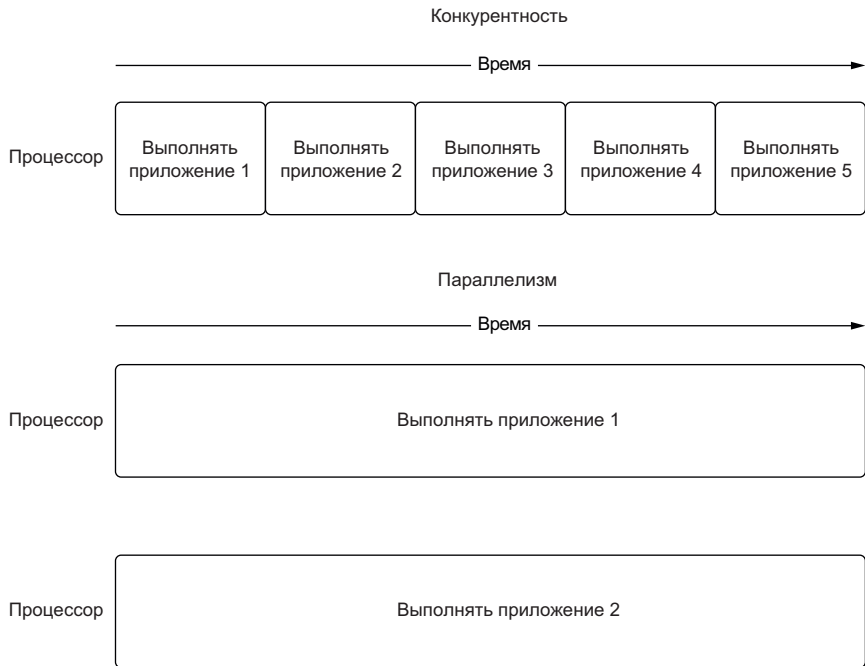 Конкурентность
Время
Процессор
Выполнять
приложение 1
Выполнять
приложение 2
Выполнять
приложение 3
Выполнять
приложение 4
Выполнять
приложение 5
Параллелизм
Время
Процессор
Выполнять приложение 1
Процессор
Выполнять приложение 2